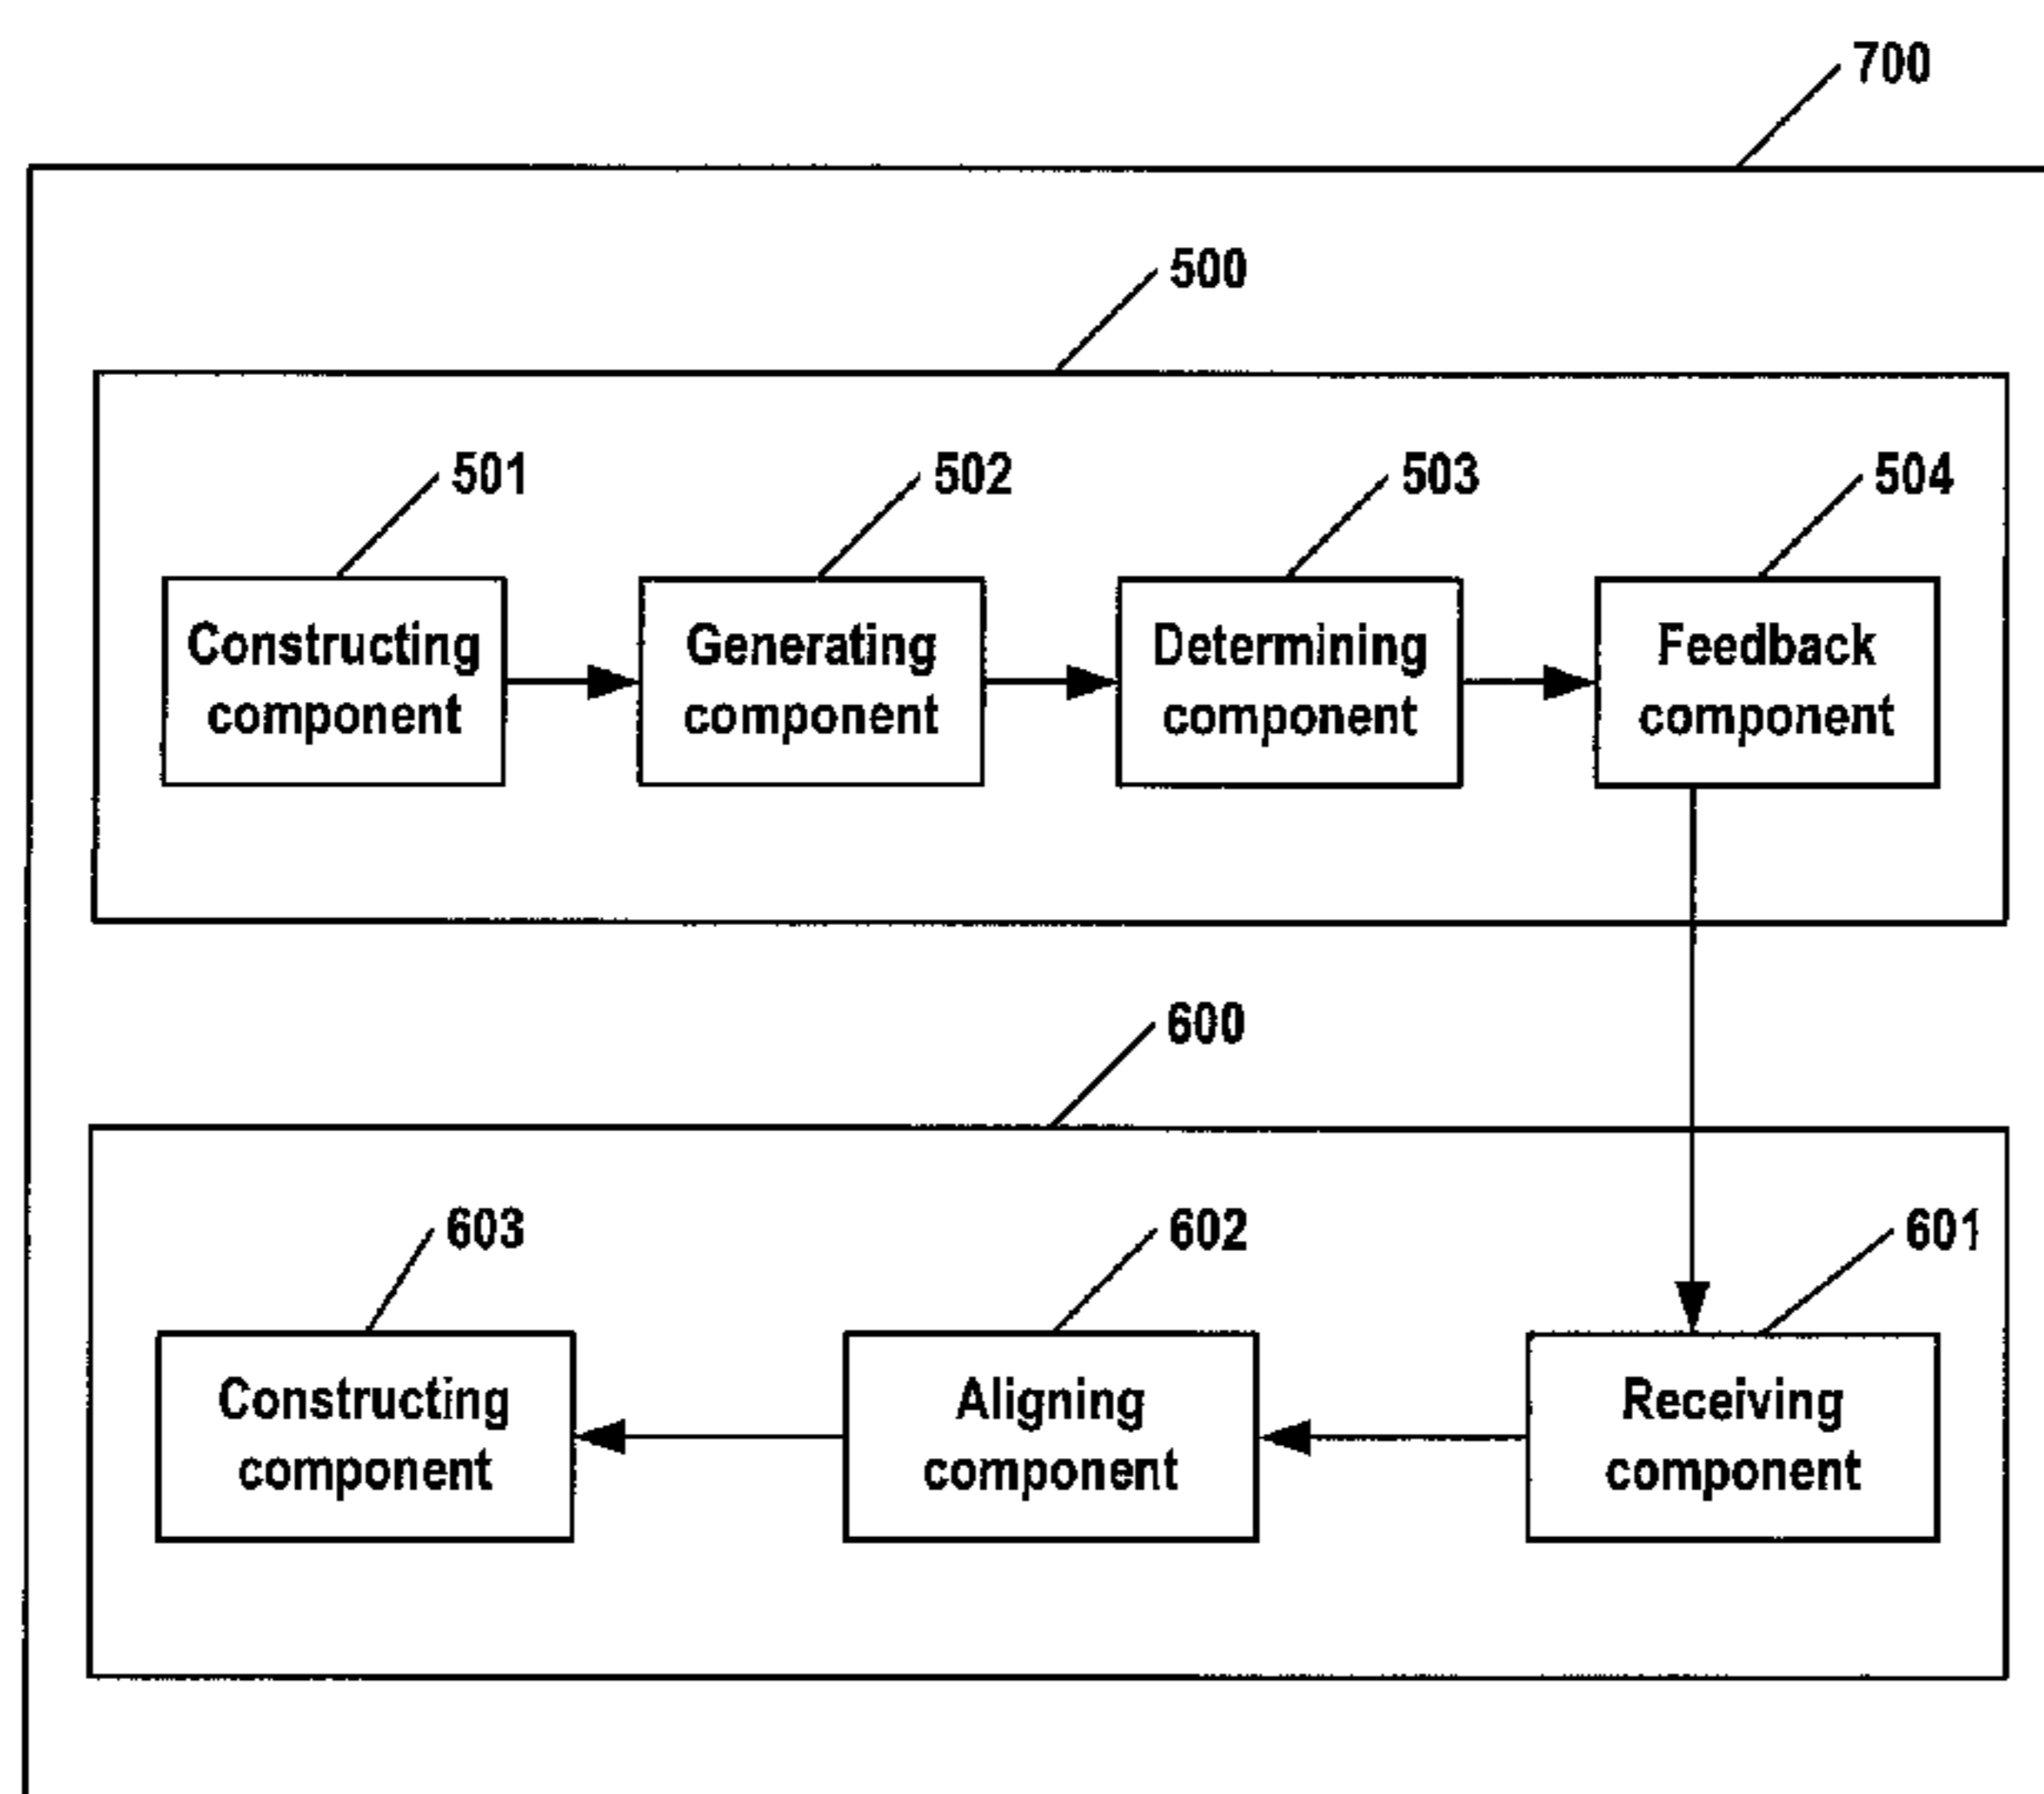 700
500
501
502
503
504
Constructing
component
Generating
component
Determining
component
Feedback
component
600
603
602
601
Constructing
component
Aligning
component
Receiving
component